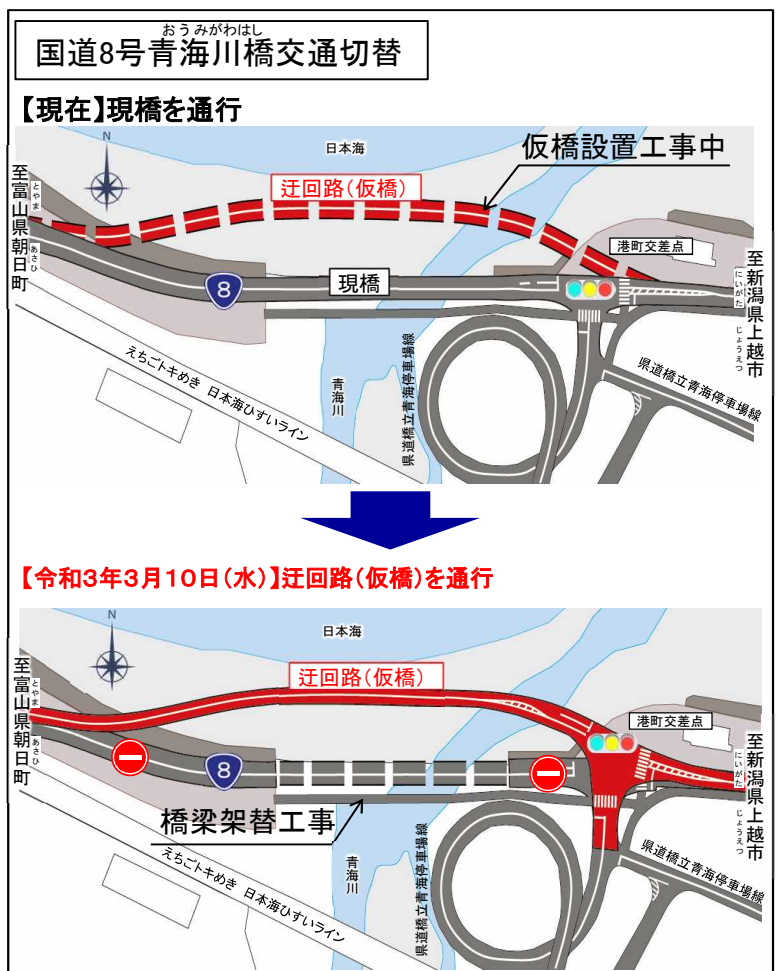 おうみがわはし
国道8号青海川橋交通切替
【現在】現橋を通行
N
日本海
仮橋設置工事中
迂回路(仮橋)
至富山県朝日町
とやま
あさひ
港町交差点
至新潟県上越市
にいがた
じょうえつ
8
現橋
えちごトキめき 日本海ひすいライン
青海川
県道橋立青海停車場線
県道橋立青海停車場線
【令和3年3月10日(水)】迂回路(仮橋)を通行
N
日本海
迂回路(仮橋)
至富山県朝日町
とやま
あさひ
港町交差点
至新潟県上越市
にいがた
じょうえつ
8
橋梁架替工事
えちごトキめき 日本海ひすいライン
青海川
県道橋立青海停車場線
県道橋立青海停車場線